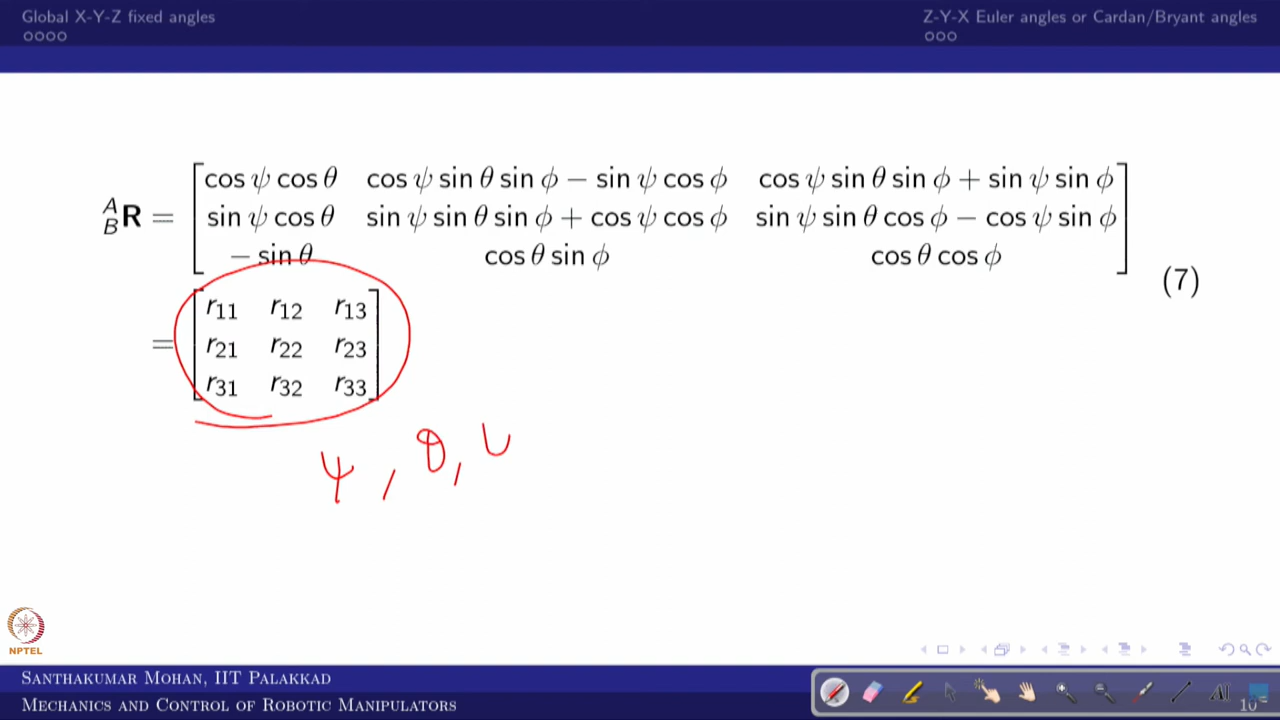 Global X-Y-Z fixed angles
Z-Y-X Euler angles or Cardan/Bryant angles
A B R = [ cos ψ cos θ   cos ψ sin θ sin ϕ − sin ψ cos ϕ   cos ψ sin θ sin ϕ + sin ψ sin ϕ
sin ψ cos θ   sin ψ sin θ sin ϕ + cos ψ cos ϕ   sin ψ sin θ cos ϕ − cos ψ sin ϕ
− sin θ   cos θ sin ϕ   cos θ cos ϕ ]
(7)
= [ r11 r12 r13
r21 r22 r23
r31 r32 r33 ]
ψ , θ ,
NPTEL
Santhakumar Mohan, IIT Palakkad
Mechanics and Control of Robotic Manipulators
10